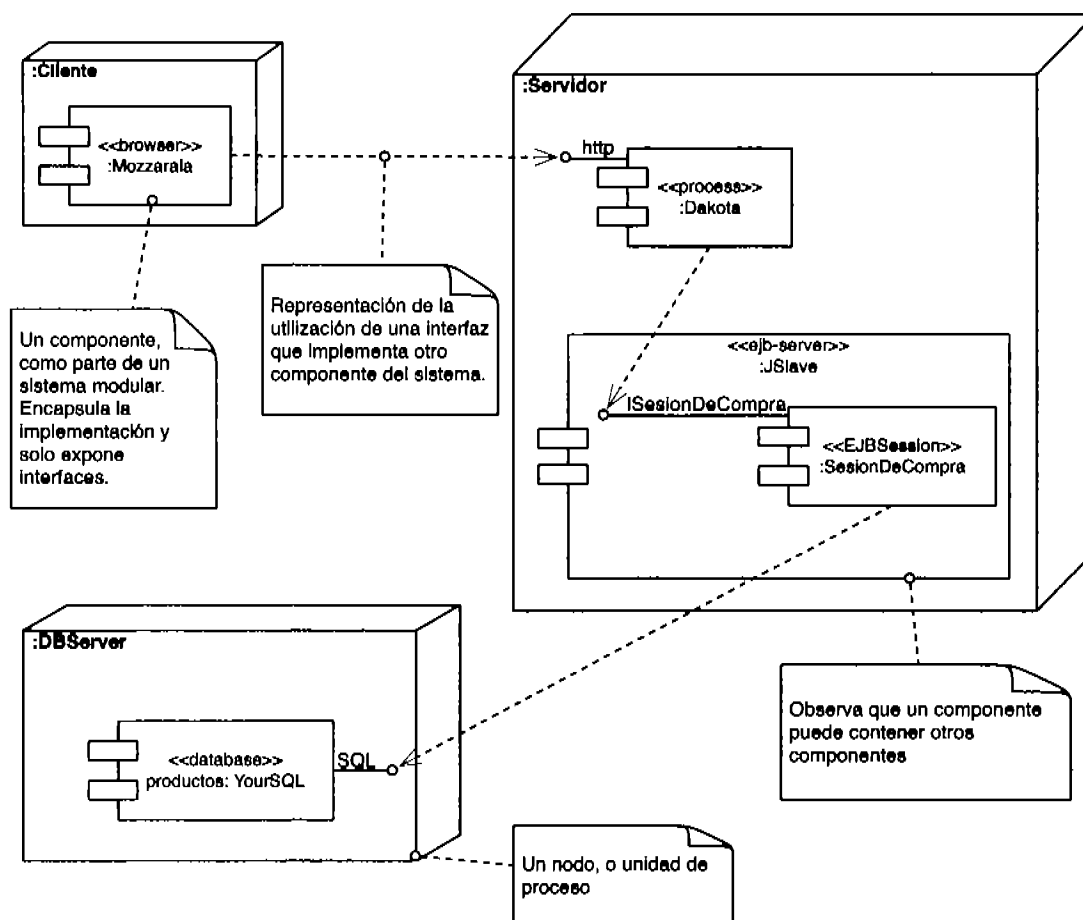 :Cliente
<<browser>>
:Mozzarala
:Servidor
http
<<process>>
:Dakota
Un componente,
como parte de un
sistema modular.
Encapsula la
implementación y
solo expone
interfaces.
Representación de la
utilización de una interfaz
que implementa otro
componente del sistema.
<<ejb-server>>
:JSlave
ISesionDeCompra
<<EJBSession>>
:SesionDeCompra
:DBServer
<<database>>
productos: YourSQL
SQL
Observa que un componente
puede contener otros
componentes
Un nodo, o unidad de
proceso